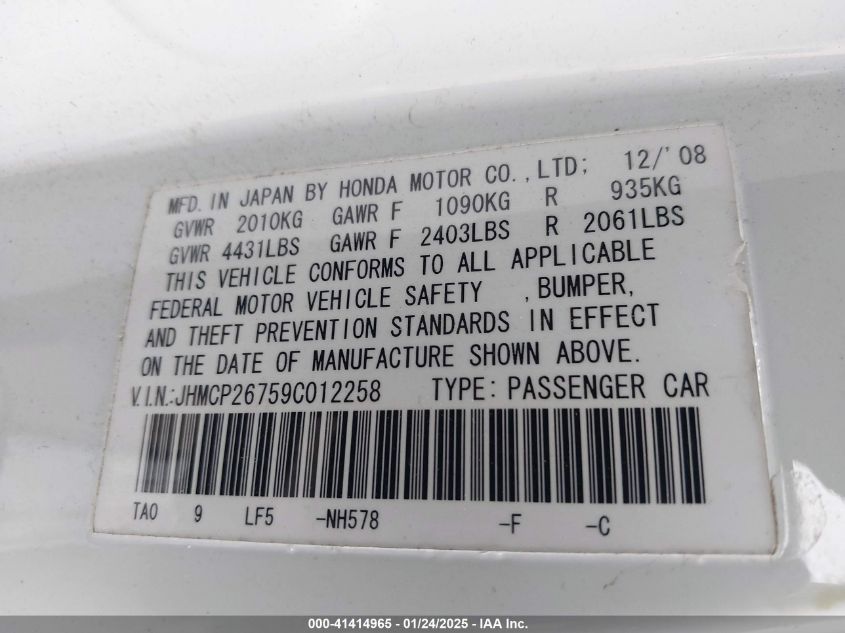 MFD. IN JAPAN BY HONDA MOTOR CO.,LTD; 12/'08
GVWR 2010KG GAWR F 1090KG R 935KG
GVWR 4431LBS GAWR F 2403LBS R 2061LBS
THIS VEHICLE CONFORMS TO ALL APPLICABLE
FEDERAL MOTOR VEHICLE SAFETY , BUMPER,
AND THEFT PREVENTION STANDARDS IN EFFECT
ON THE DATE OF MANUFACTURE SHOWN ABOVE.
V.I.N.:JHMCP26759C012258 TYPE: PASSENGER CAR
TA0 9 LF5 -NH578 -F -C
000-41414965 - 01/24/2025 - IAA Inc.